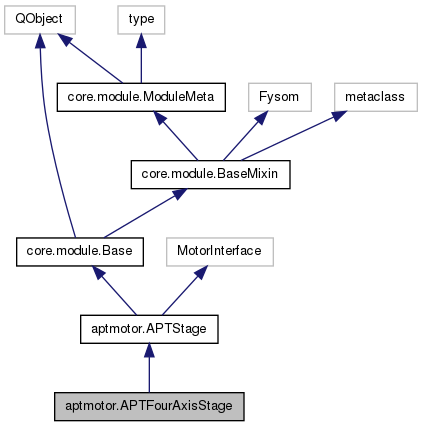 QObject
type
core.module.ModuleMeta
Fysom
metaclass
core.module.BaseMixin
core.module.Base
MotorInterface
aptmotor.APTStage
aptmotor.APTFourAxisStage